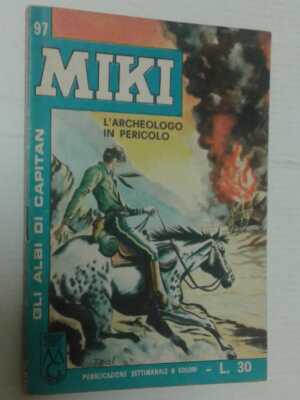 97
MIKI
L'ARCHEOLOGO
IN PERICOLO
GLI ALBI DI CAPITAN
PUBBLICAZIONE SETTIMANALE A COLORI - L. 30